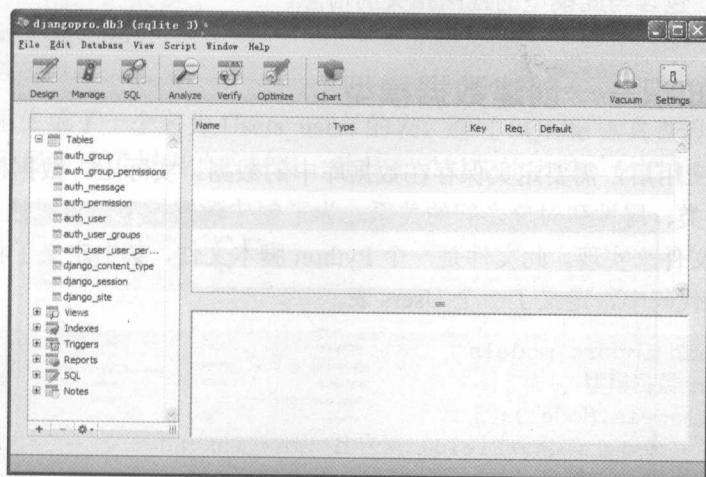 djangopro.db3 (sqlite 3)
File Edit Database View Script Window Help
Design Manage SQL Analyze Verify Optimize Chart Vacuum Settings
Name Type Key Req. Default
Tables
auth_group
auth_group_permissions
auth_message
auth_permission
auth_user
auth_user_groups
auth_user_user_per...
django_content_type
django_session
django_site
Views
Indexes
Triggers
Reports
SQL
Notes